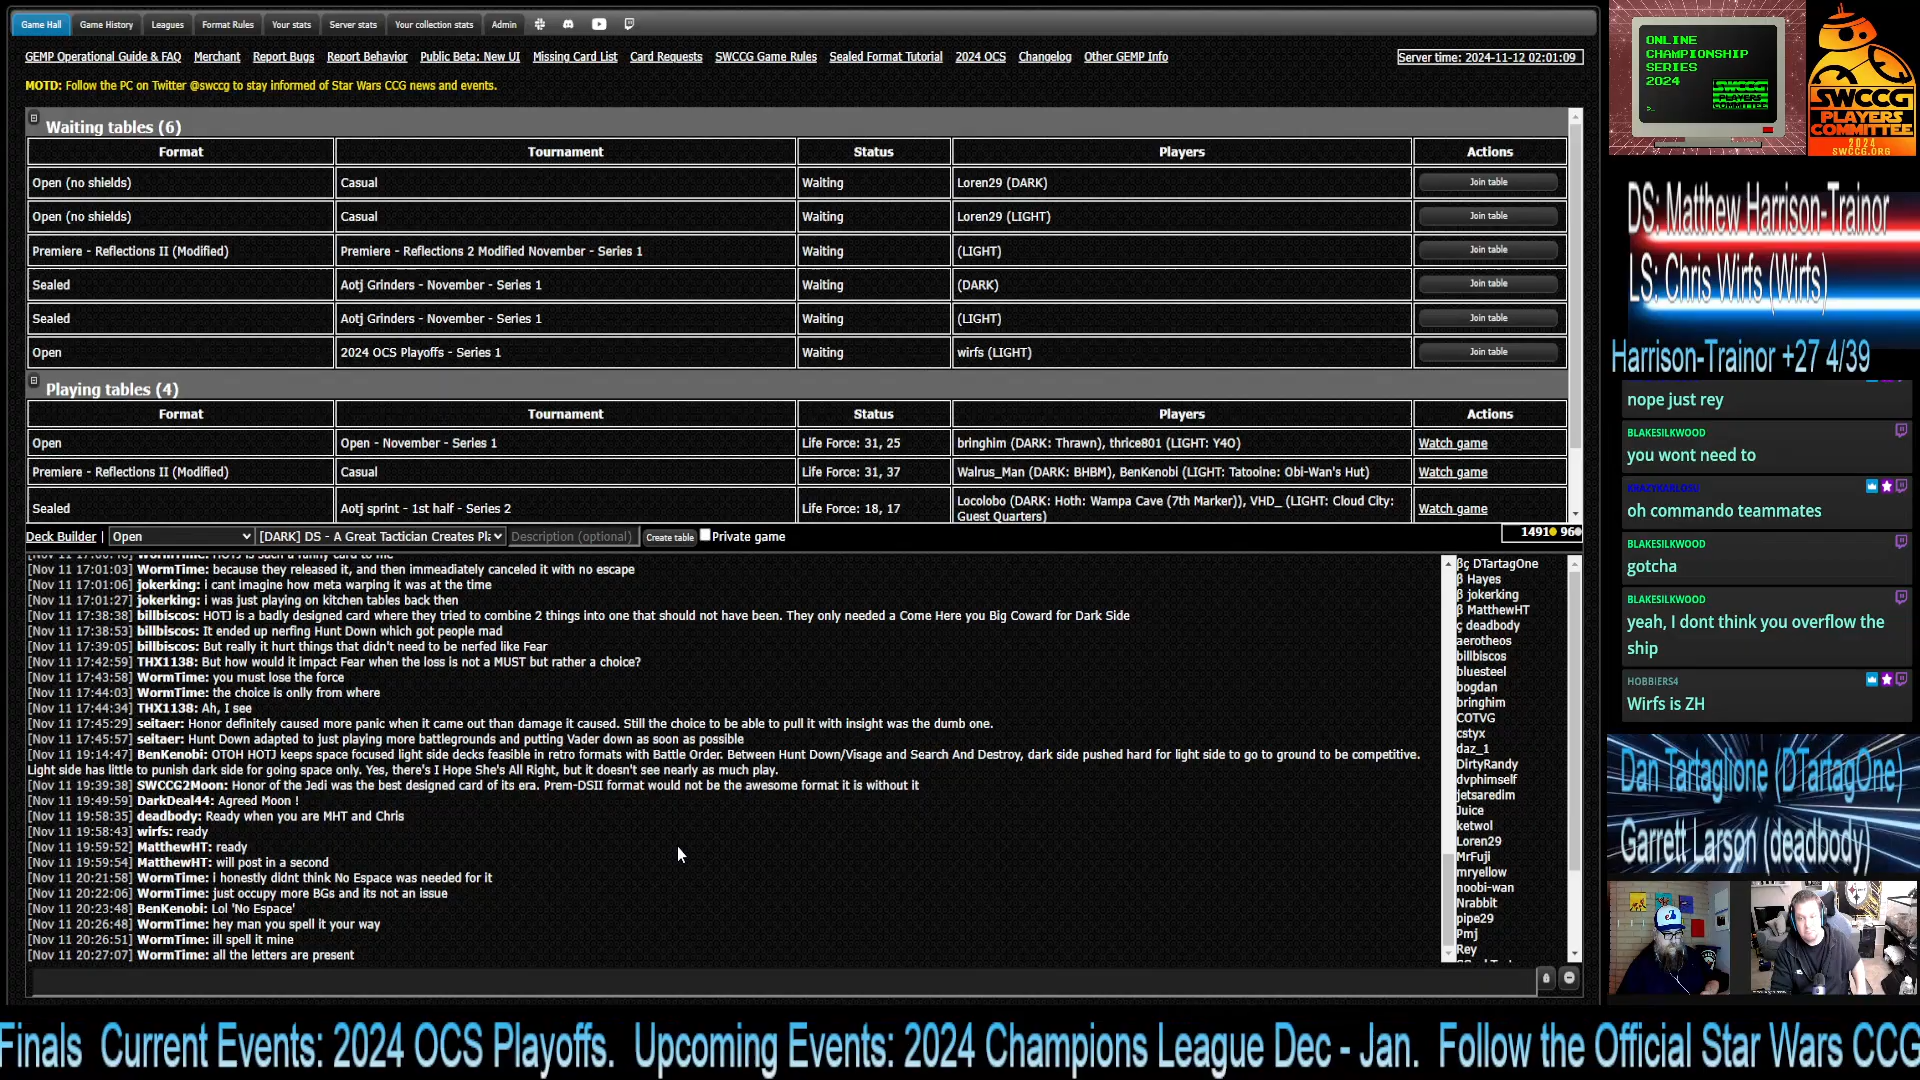 Game Hall Game History Leagues Format Rules Your stats Server stats Your collection stats Admin
GEMP Operational Guide & FAQ Merchant Report Bugs Report Behavior Public Beta: New UI Missing Card List Card Requests SWCCG Game Rules Sealed Format Tutorial 2024 OCS Changelog Other GEMP Info Server time: 2024-11-12 02:01:09
MOTD: Follow the PC on Twitter @swccg to stay informed of Star Wars CCG news and events.
Waiting tables (6)
Format Tournament Status Players Actions
Open (no shields) Casual Waiting Loren29 (DARK) Join table
Open (no shields) Casual Waiting Loren29 (LIGHT) Join table
Premiere - Reflections II (Modified) Premiere - Reflections 2 Modified November - Series 1 Waiting (LIGHT) Join table
Sealed Aotj Grinders - November - Series 1 Waiting (DARK) Join table
Sealed Aotj Grinders - November - Series 1 Waiting (LIGHT) Join table
Open 2024 OCS Playoffs - Series 1 Waiting wirfs (LIGHT) Join table
Playing tables (4)
Format Tournament Status Players Actions
Open Open - November - Series 1 Life Force: 31, 25 bringhim (DARK: Thrawn), thrice801 (LIGHT: Y4O) Watch game
Premiere - Reflections II (Modified) Casual Life Force: 31, 37 Walrus_Man (DARK: BHBM), BenKenobi (LIGHT: Tatooine: Obi-Wan's Hut) Watch game
Sealed Aotj sprint - 1st half - Series 2 Life Force: 18, 17 Locolobo (DARK: Hoth: Wampa Cave (7th Marker)), VHD_ (LIGHT: Cloud City: Guest Quarters) Watch game
Deck Builder | Open [DARK] DS - A Great Tactician Creates Pla Description (optional) Create table Private game 1491 96
[Nov 11 17:00:46] WormTime: HOTJ is such a funny card to me
[Nov 11 17:01:03] WormTime: because they released it, and then immeadiately canceled it with no escape
[Nov 11 17:01:06] jokerking: i cant imagine how meta warping it was at the time
[Nov 11 17:01:27] jokerking: i was just playing on kitchen tables back then
[Nov 11 17:38:38] billbiscos: HOTJ is a badly designed card where they tried to combine 2 things into one that should not have been. They only needed a Come Here you Big Coward for Dark Side
[Nov 11 17:38:53] billbiscos: It ended up nerfing Hunt Down which got people mad
[Nov 11 17:39:05] billbiscos: But really it hurt things that didn't need to be nerfed like Fear
[Nov 11 17:42:59] THX1138: But how would it impact Fear when the loss is not a MUST but rather a choice?
[Nov 11 17:43:58] WormTime: you must lose the force
[Nov 11 17:44:03] WormTime: the choice is onlly from where
[Nov 11 17:44:34] THX1138: Ah, I see
[Nov 11 17:45:29] seitaer: Honor definitely caused more panic when it came out than damage it caused. Still the choice to be able to pull it with insight was the dumb one.
[Nov 11 17:45:57] seitaer: Hunt Down adapted to just playing more battlegrounds and putting Vader down as soon as possible
[Nov 11 19:14:47] BenKenobi: OTOH HOTJ keeps space focused light side decks feasible in retro formats with Battle Order. Between Hunt Down/Visage and Search And Destroy, dark side pushed hard for light side to go to ground to be competitive.
Light side has little to punish dark side for going space only. Yes, there's I Hope She's All Right, but it doesn't see nearly as much play.
[Nov 11 19:39:38] SWCCG2Moon: Honor of the Jedi was the best designed card of its era. Prem-DSII format would not be the awesome format it is without it
[Nov 11 19:49:59] DarkDeal44: Agreed Moon !
[Nov 11 19:58:35] deadbody: Ready when you are MHT and Chris
[Nov 11 19:58:43] wirfs: ready
[Nov 11 19:59:52] MatthewHT: ready
[Nov 11 19:59:54] MatthewHT: will post in a second
[Nov 11 20:21:58] WormTime: i honestly didnt think No Espace was needed for it
[Nov 11 20:22:06] WormTime: just occupy more BGs and its not an issue
[Nov 11 20:23:48] BenKenobi: Lol 'No Espace'
[Nov 11 20:26:48] WormTime: hey man you spell it your way
[Nov 11 20:26:51] WormTime: ill spell it mine
[Nov 11 20:27:07] WormTime: all the letters are present
βç DTartagOne
β Hayes
β jokerking
β MatthewHT
ç deadbody
aerotheos
billbiscos
bluesteel
bogdan
bringhim
COTVG
cstyx
daz_1
DirtyRandy
dvphimself
jetsaredim
Juice
ketwol
Loren29
MrFuji
mryellow
noobi-wan
Nrabbit
pipe29
Pmj
Rey
ONLINE
CHAMPIONSHIP
SERIES
2024
>_
SWCCG
PLAYERS
COMMITTEE
SWCCG
PLAYERS
COMMITTEE
2024
SWCCG.ORG
DS: Matthew Harrison-Trainor
LS: Chris Wirfs (Wirfs)
Harrison-Trainor +27 4/39
nope just rey
BLAKESILKWOOD
you wont need to
oh commando teammates
BLAKESILKWOOD
gotcha
BLAKESILKWOOD
yeah, I dont think you overflow the
ship
HOBBIERS4
Wirfs is ZH
Dan Tartaglione (DTartagOne)
Garrett Larson (deadbody)
Finals Current Events: 2024 OCS Playoffs. Upcoming Events: 2024 Champions League Dec - Jan. Follow the Official Star Wars CCG